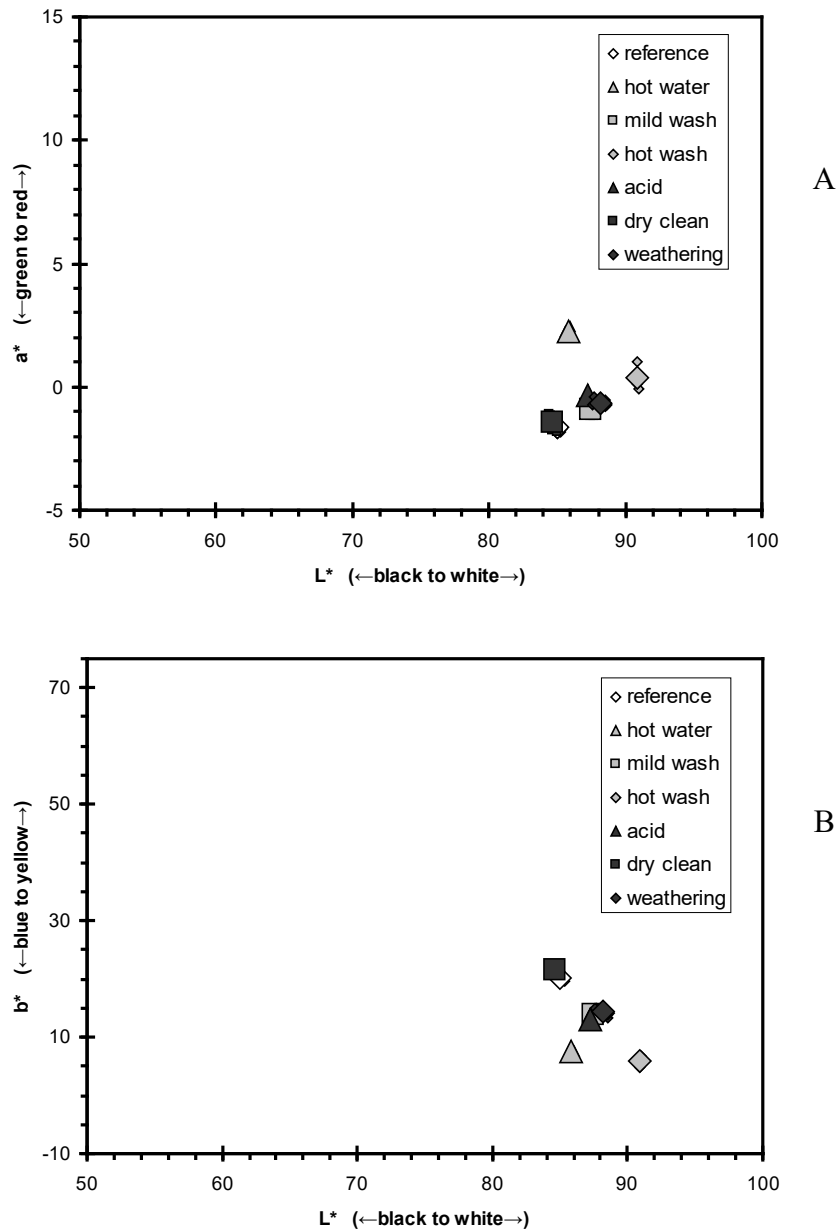 15
10
5
0
-5
50
60
70
80
90
100
a* (←green to red→)
L* (←black to white→)
reference
hot water
mild wash
hot wash
acid
dry clean
weathering
A
70
50
30
10
-10
50
60
70
80
90
100
b* (←blue to yellow→)
L* (←black to white→)
reference
hot water
mild wash
hot wash
acid
dry clean
weathering
B